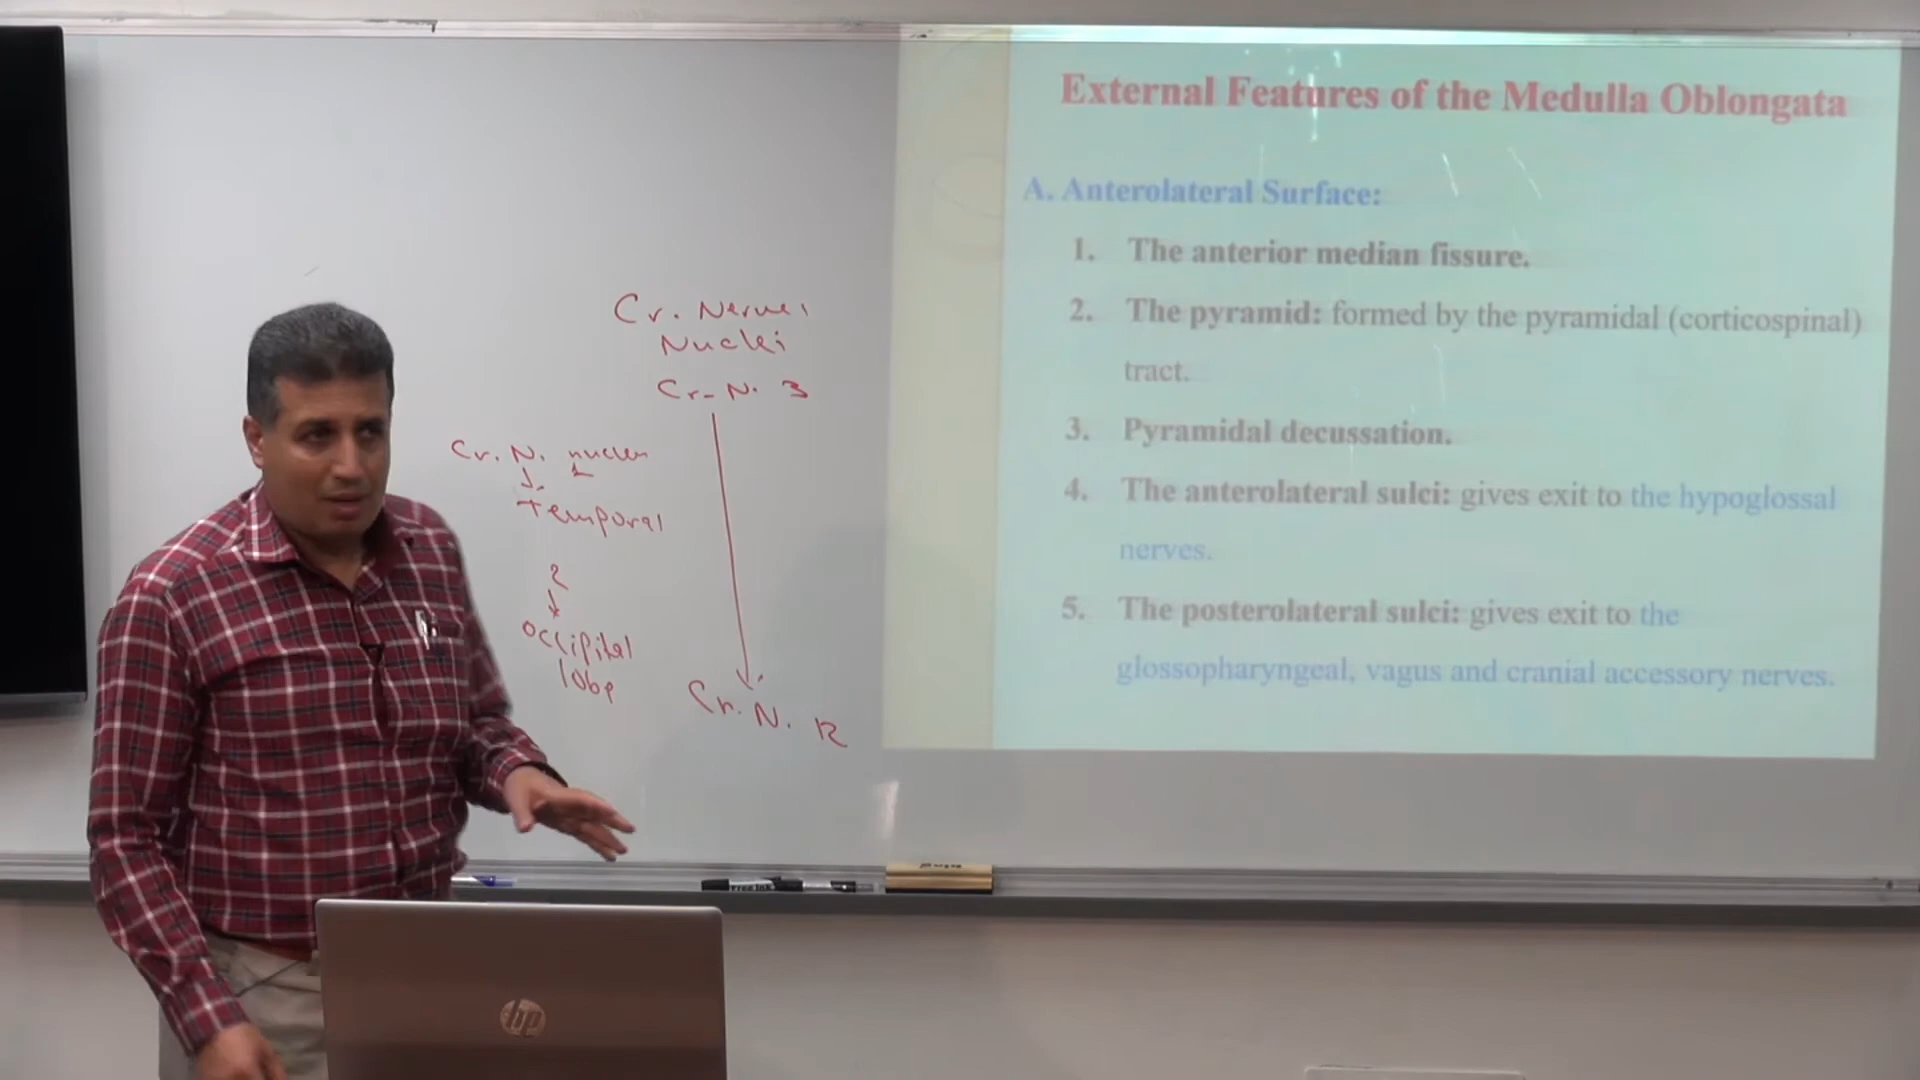 External Features of the Medulla Oblongata
A. Anterolateral Surface:
1. The anterior median fissure.
2. The pyramid: formed by the pyramidal (corticospinal)
tract.
3. Pyramidal decussation.
4. The anterolateral sulci: gives exit to the hypoglossal
nerves.
5. The posterolateral sulci: gives exit to the
glossopharyngeal, vagus and cranial accessory nerves.
Cr. Nerves
Nuclei
Cr. N. 3
Cr. N. 12
Cr. N.
1
Temporal
2
Occipital
lobe
hp